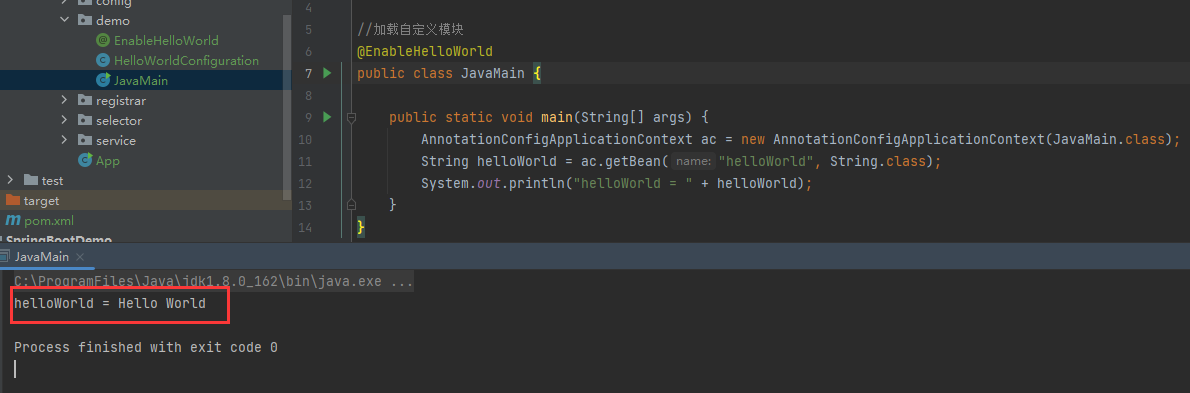 config
demo
EnableHelloWorld
HelloWorldConfiguration
JavaMain
registrar
selector
service
App
test
target
pom.xml
SpringBootDemo
4
5 //加载自定义模块
6 @EnableHelloWorld
7 public class JavaMain {
8
9 public static void main(String[] args) {
10 AnnotationConfigApplicationContext ac = new AnnotationConfigApplicationContext(JavaMain.class);
11 String helloWorld = ac.getBean( name: "helloWorld", String.class);
12 System.out.println("helloWorld = " + helloWorld);
13 }
14 }
JavaMain ×
C:\ProgramFiles\Java\jdk1.8.0_162\bin\java.exe ...
helloWorld = Hello World
Process finished with exit code 0